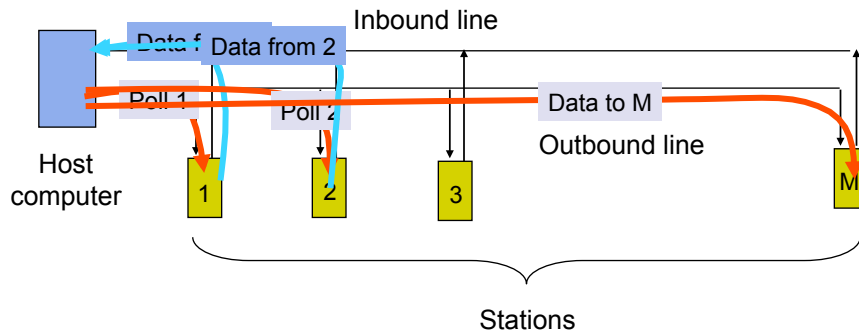 Inbound line
Data f
Data from 2
Poll 1
Poll 2
Data to M
Outbound line
Host
computer
1
2
3
M
Stations